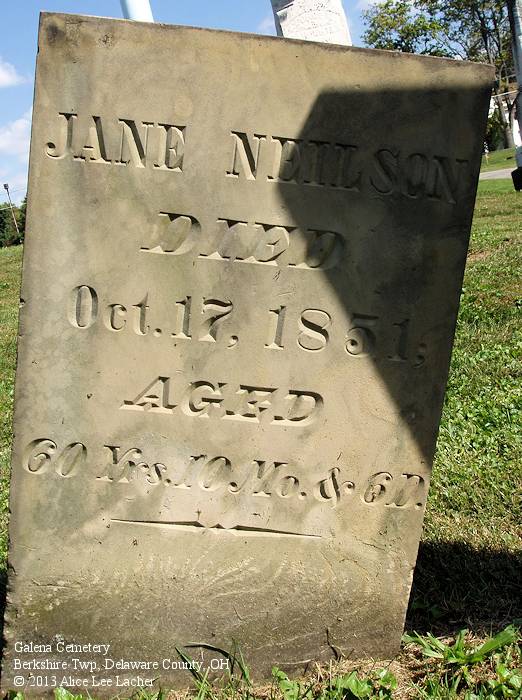 JANE NEILSON
DIED
Oct. 17, 1851;
AGED
60 Yrs. 10 Mo. & 6 D.
Galena Cemetery
Berkshire Twp, Delaware County, OH
© 2013 Alice Lee Lacher